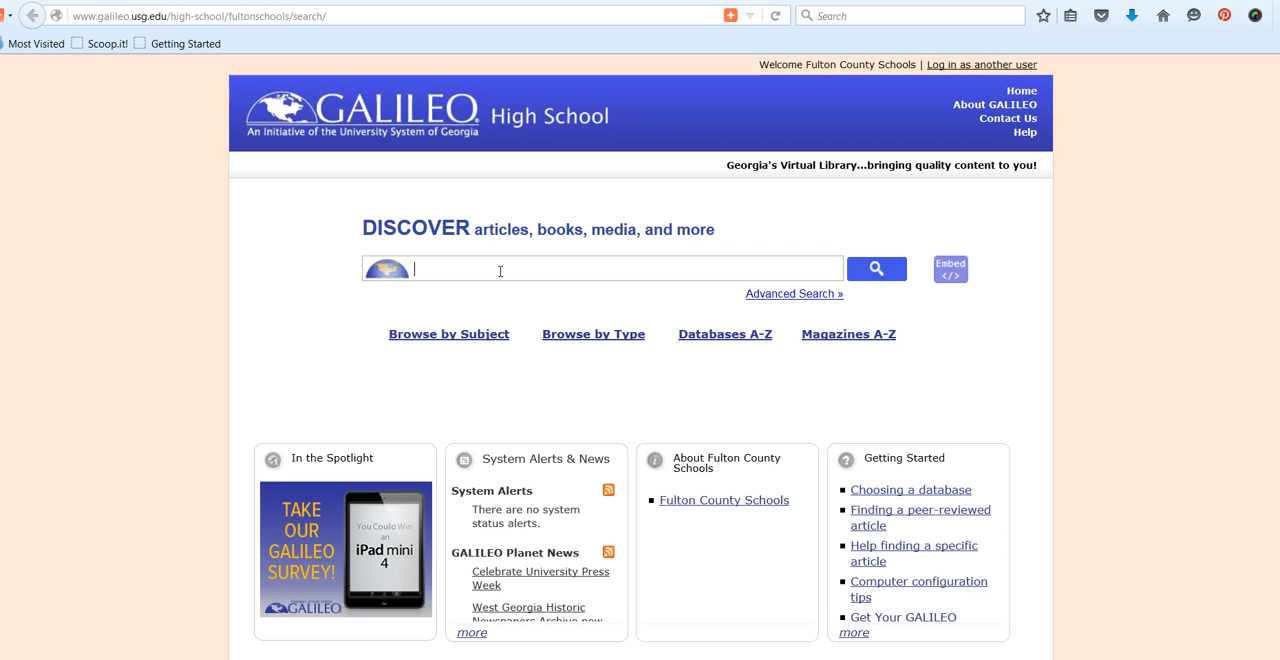 www.galileo.usg.edu/high-school/fultonschools/search/
Search
Most Visited Scoop.it! Getting Started
Welcome Fulton County Schools | Log in as another user
GALILEO High School
An Initiative of the University System of Georgia
Home
About GALILEO
Contact Us
Help
Georgia's Virtual Library...bringing quality content to you!
DISCOVER articles, books, media, and more
Embed
</>
Advanced Search »
Browse by Subject Browse by Type Databases A-Z Magazines A-Z
In the Spotlight
TAKE
OUR
GALILEO
SURVEY!
You Could Win
an
iPad mini
4
GALILEO
System Alerts & News
System Alerts
There are no system
status alerts.
GALILEO Planet News
Celebrate University Press
Week
West Georgia Historic
Newspapers Archive now
more
About Fulton County
Schools
Fulton County Schools
Getting Started
Choosing a database
Finding a peer-reviewed
article
Help finding a specific
article
Computer configuration
tips
Get Your GALILEO
more